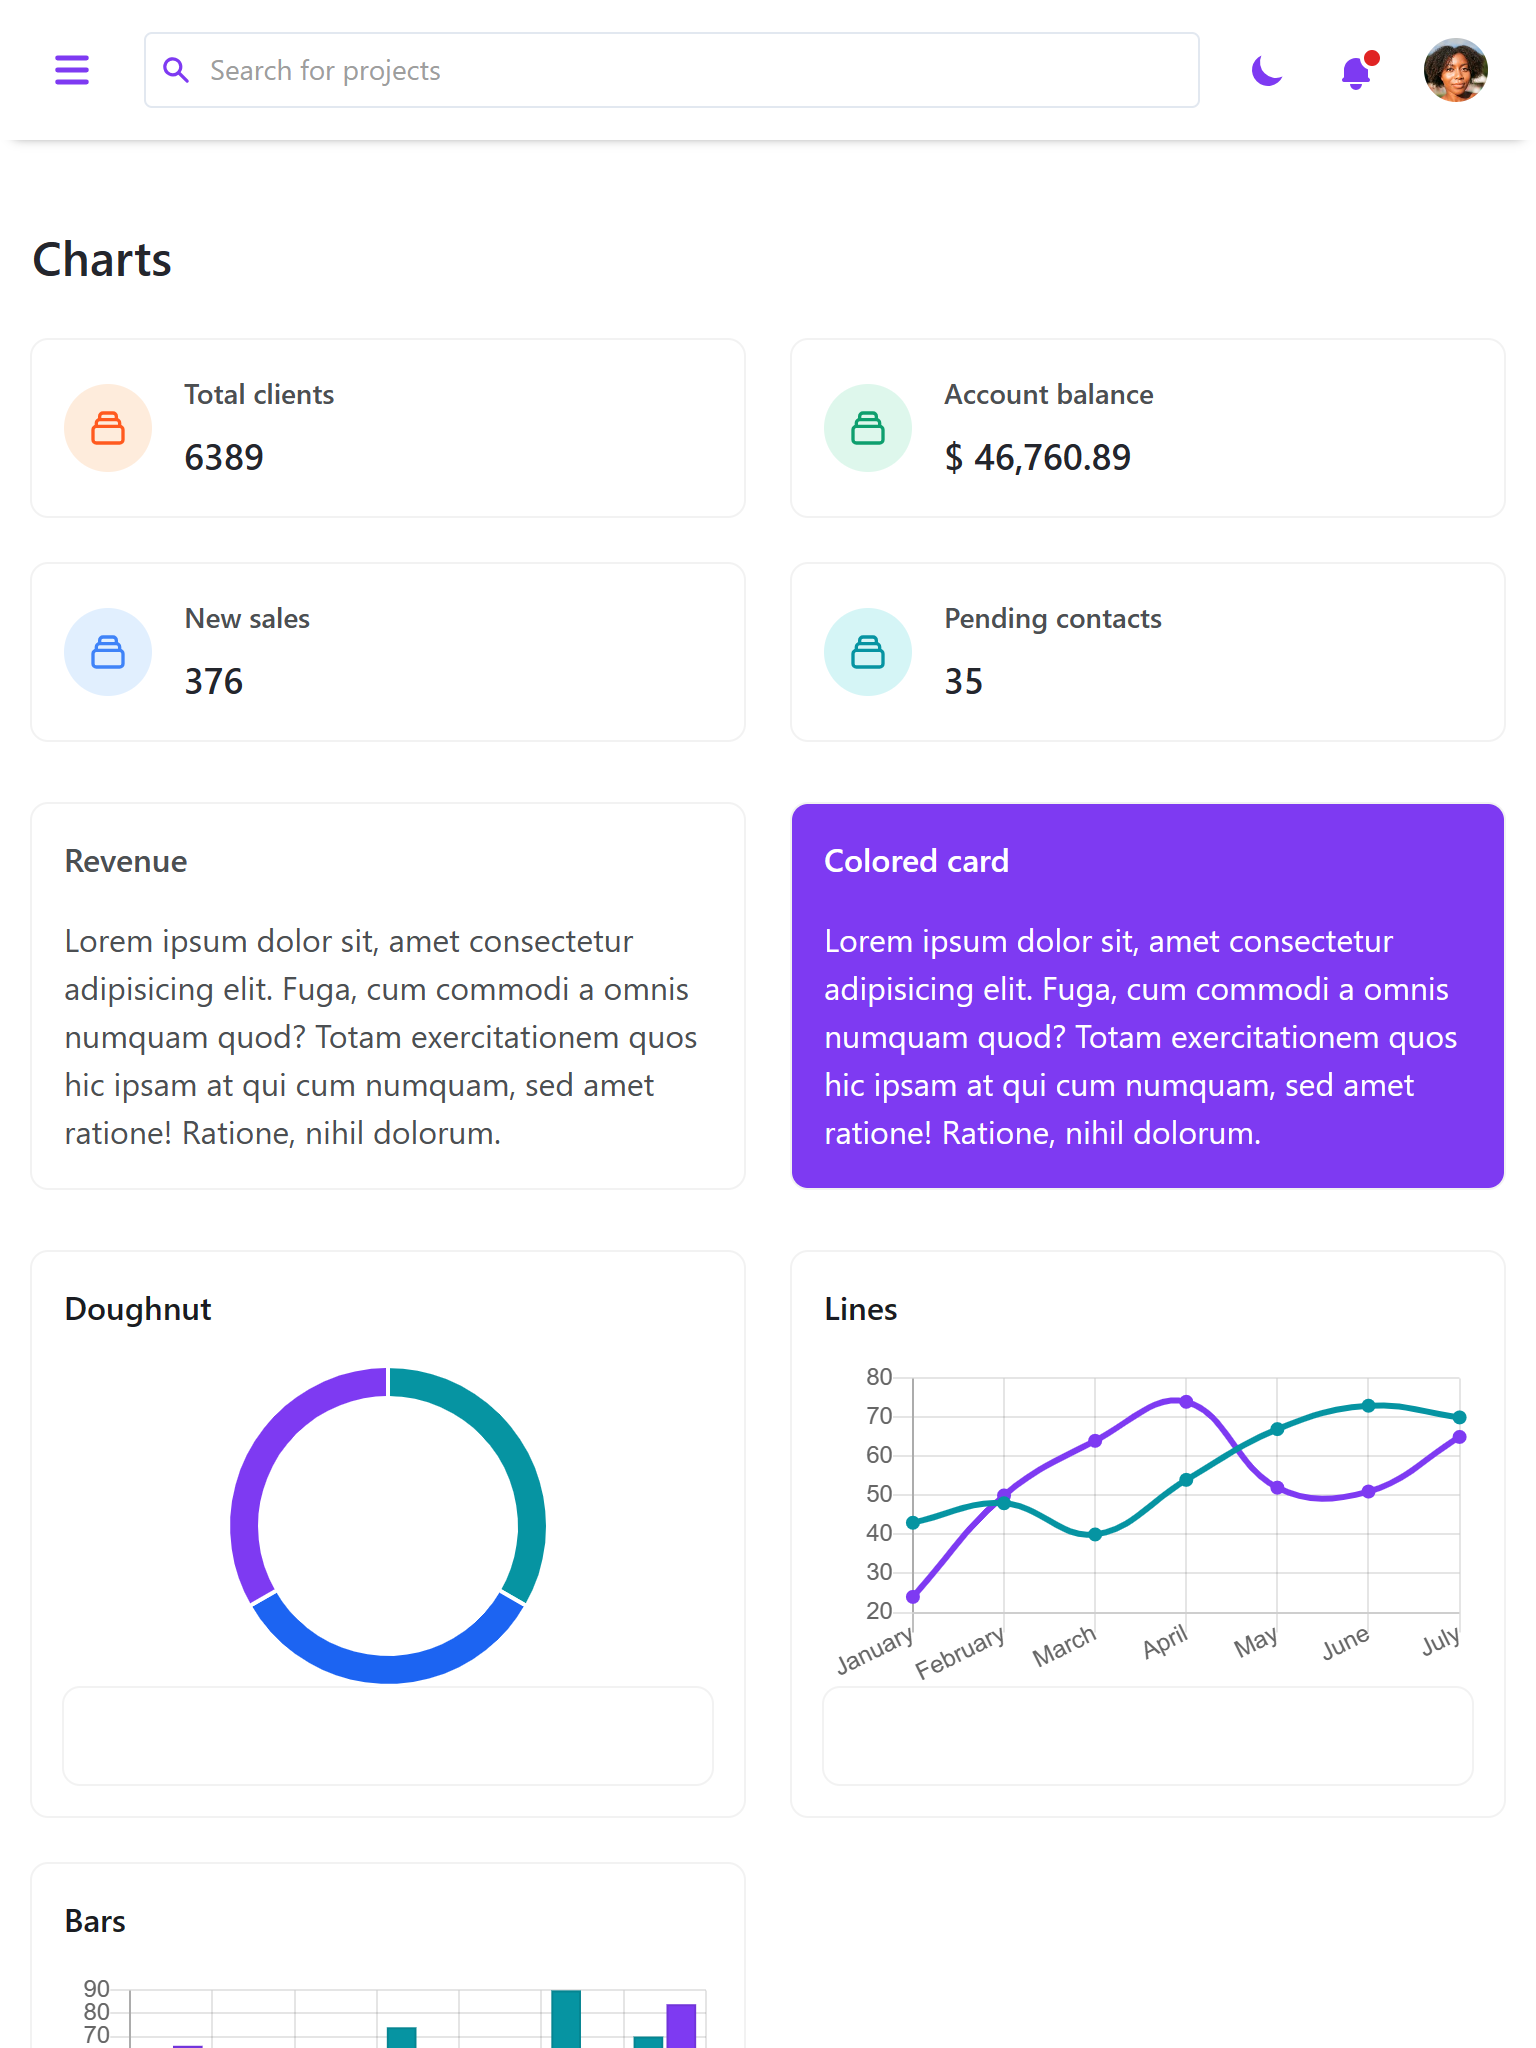 Search for projects
Charts
Total clients
6389
Account balance
$ 46,760.89
New sales
376
Pending contacts
35
Revenue
Lorem ipsum dolor sit, amet consectetur
adipisicing elit. Fuga, cum commodi a omnis
numquam quod? Totam exercitationem quos
hic ipsam at qui cum numquam, sed amet
ratione! Ratione, nihil dolorum.
Colored card
Lorem ipsum dolor sit, amet consectetur
adipisicing elit. Fuga, cum commodi a omnis
numquam quod? Totam exercitationem quos
hic ipsam at qui cum numquam, sed amet
ratione! Ratione, nihil dolorum.
Doughnut
Lines
80
70
60
50
40
30
20
January
February
March
April
May
June
July
Bars
90
80
70